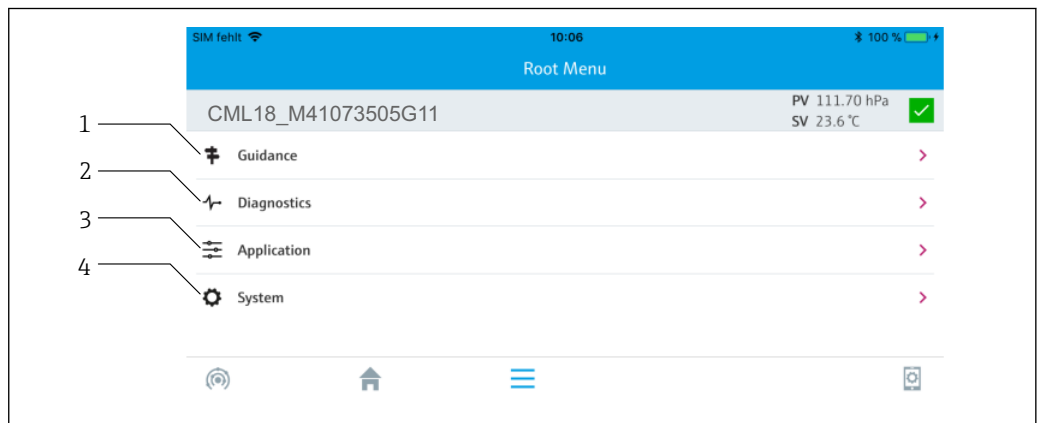 SIM fehlt 10:06 100 %
Root Menu
CML18_M41073505G11
PV 111.70 hPa
SV 23.6 °C
1 Guidance
2 Diagnostics
3 Application
4 System